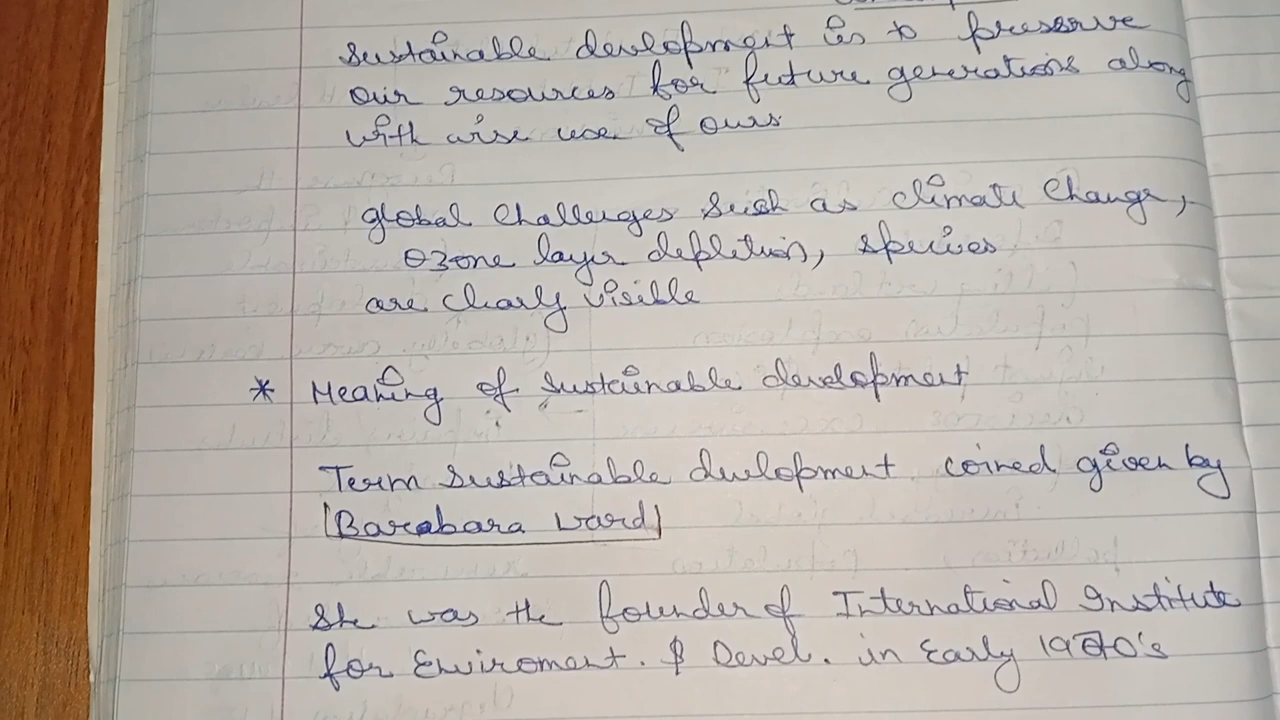 Sustainable development is to preserve
our resources for future generations along
with wise use of ours
global challenges such as climate change,
ozone layer depletion, species
are clearly visible
* Meaning of sustainable development
Term sustainable development coined given by
Barabara Ward
She was the founder of International Institute
for Enviroment. & Devel. in Early 1970's